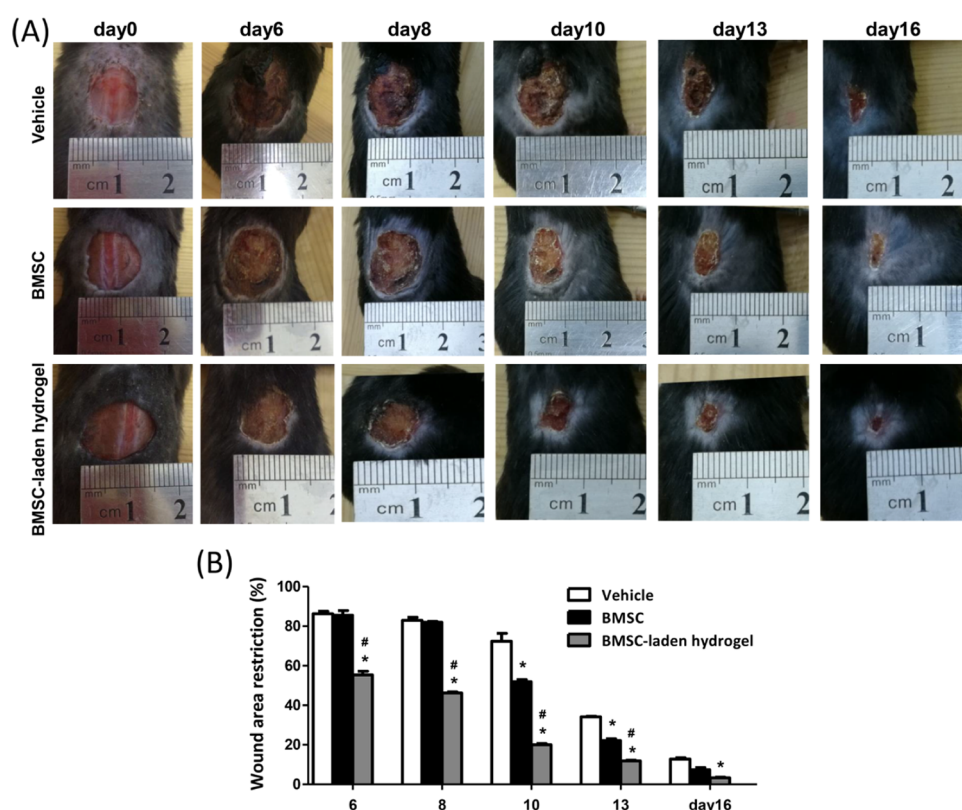 (A)
day0 day6 day8 day10 day13 day16
Vehicle
mm mm mm mm mm
cm 1 2 cm 1 2 cm 1 2 cm 1 2 cm 1 2 cm 1 2
BMSC
mm mm mm mm mm
cm 1 2 cm 1 2 cm 1 2 3 cm 1 2 3 cm 1 2 cm 1 2
BMSC-laden hydrogel
mm mm mm mm mm mm
cm 1 2 cm 1 2 cm 1 2 cm 1 2 cm 1 2 cm 1 2
(B)
Wound area restriction (%)
100
80
60
40
20
0
Vehicle
BMSC
BMSC-laden hydrogel
# # # #
* * * * * * *
6 8 10 13 day16